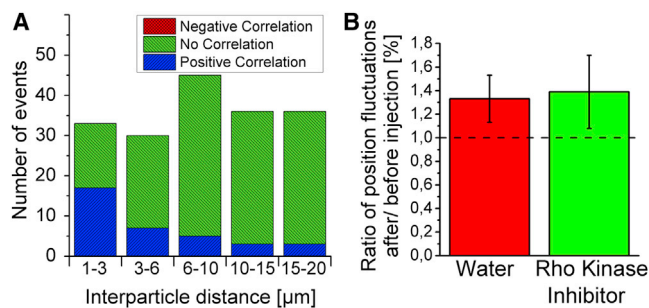 A
Negative Correlation
No Correlation
Positive Correlation
Number of events
50
40
30
20
10
0
1-3
3-6
6-10
10-15
15-20
Interparticle distance [µm]
B
Ratio of position fluctuations
after/ before injection [%]
1,8
1,6
1,4
1,2
1,0
0,8
0,6
0,4
0,2
0,0
Water
Rho Kinase
Inhibitor